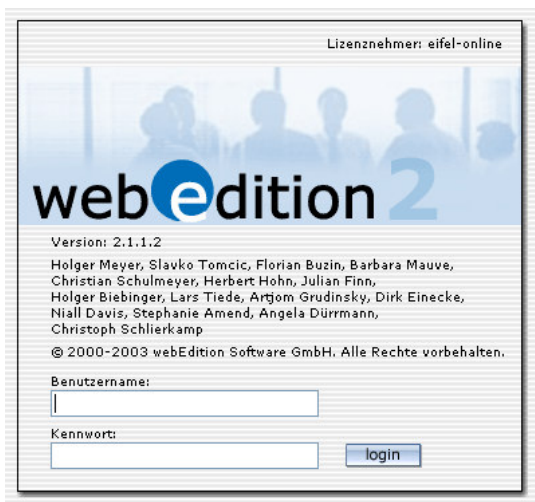 Lizenznehmer: eifel-online
webedition 2
Version: 2.1.1.2
Holger Meyer, Slavko Tomcic, Florian Buzin, Barbara Mauve,
Christian Schulmeyer, Herbert Hohn, Julian Finn,
Holger Biebinger, Lars Tiede, Artjom Grudinsky, Dirk Einecke,
Niall Davis, Stephanie Amend, Angela Dürrmann,
Christoph Schlierkamp
© 2000-2003 webEdition Software GmbH. Alle Rechte vorbehalten.
Benutzername:
Kennwort:
login